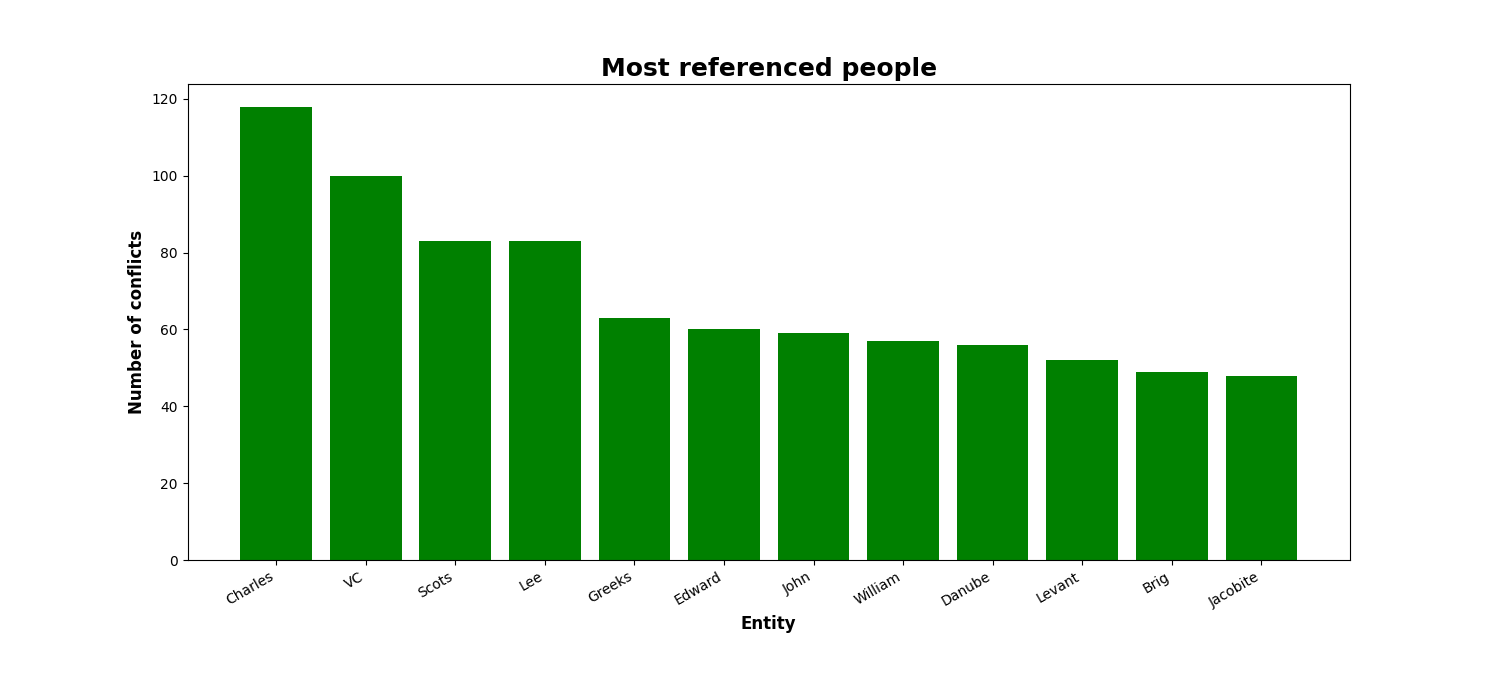 Most referenced people
Number of conflicts
120
100
80
60
40
20
0
Charles
VC
Scots
Lee
Greeks
Edward
John
William
Danube
Levant
Brig
Jacobite
Entity